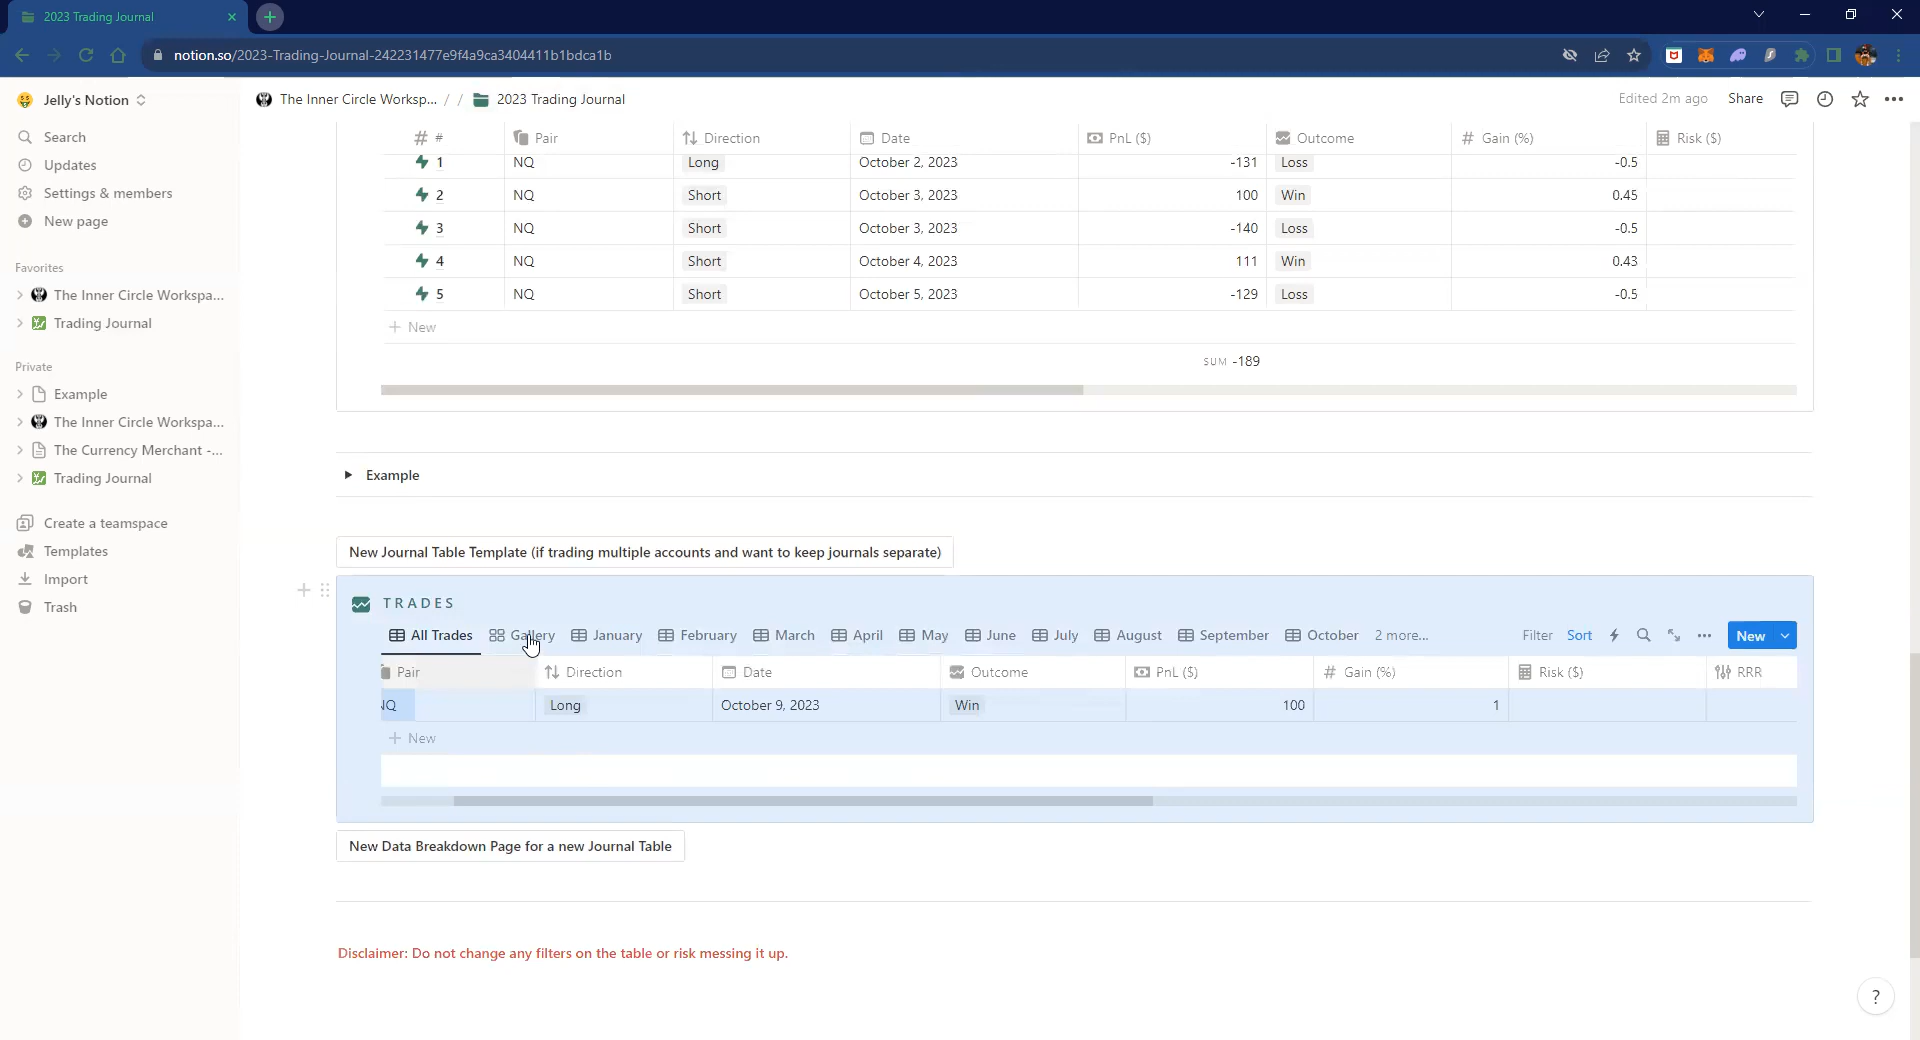 2023 Trading Journal
notion.so/2023-Trading-Journal-242231477e9f4a9ca3404411b1bdca1b
Jelly's Notion
The Inner Circle Worksp... / / 2023 Trading Journal
Edited 2m ago Share
Search
Updates
Settings & members
New page
Favorites
The Inner Circle Workspa...
Trading Journal
Private
Example
The Inner Circle Workspa...
The Currency Merchant -...
Trading Journal
Create a teamspace
Templates
Import
Trash
# # Pair Direction Date PnL ($) Outcome # Gain (%) Risk ($)
1 NQ Long October 2, 2023 -131 Loss -0.5
2 NQ Short October 3, 2023 100 Win 0.45
3 NQ Short October 3, 2023 -140 Loss -0.5
4 NQ Short October 4, 2023 111 Win 0.43
5 NQ Short October 5, 2023 -129 Loss -0.5
+ New
SUM -189
Example
New Journal Table Template (if trading multiple accounts and want to keep journals separate)
TRADES
All Trades Gallery January February March April May June July August September October 2 more... Filter Sort New
Pair Direction Date Outcome PnL ($) # Gain (%) Risk ($) RRR
NQ Long October 9, 2023 Win 100 1
+ New
New Data Breakdown Page for a new Journal Table
Disclaimer: Do not change any filters on the table or risk messing it up.
?